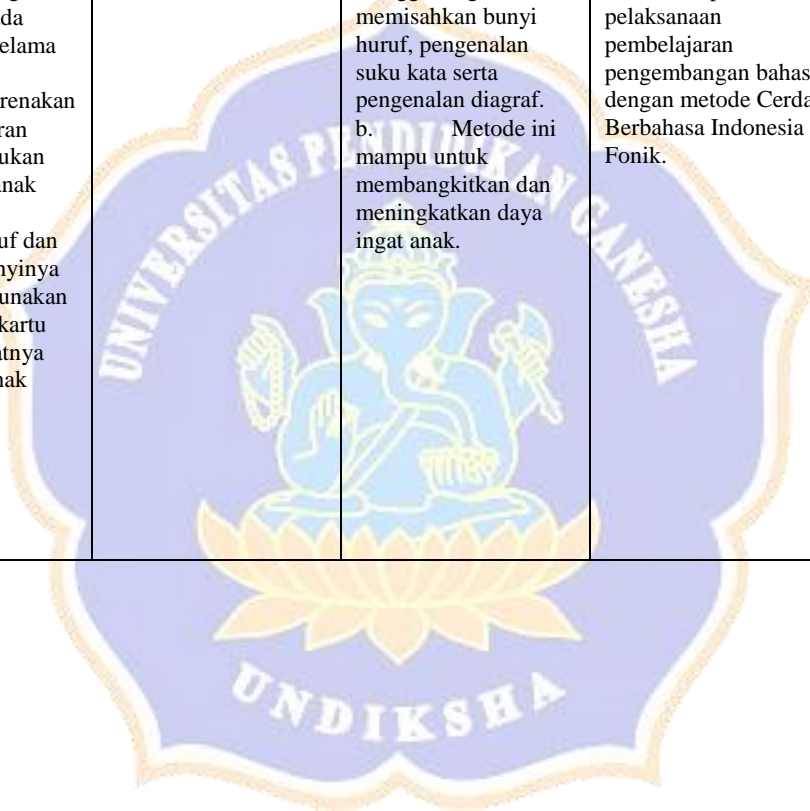 da
elama
renakan
ran
ukan
anak
uf dan
nyinya
unakan
kartu
atnya
nak
memisahkan bunyi
huruf, pengenalan
suku kata serta
pengenalan diagraf.
b. Metode ini
mampu untuk
membangkitkan dan
meningkatkan daya
ingat anak.
pelaksanaan
pembelajaran
pengembangan bahas
dengan metode Cerda
Berbahasa Indonesia
Fonik.
UNIVERSITAS PENDIDIKAN GANESHA
UNDIKSHA